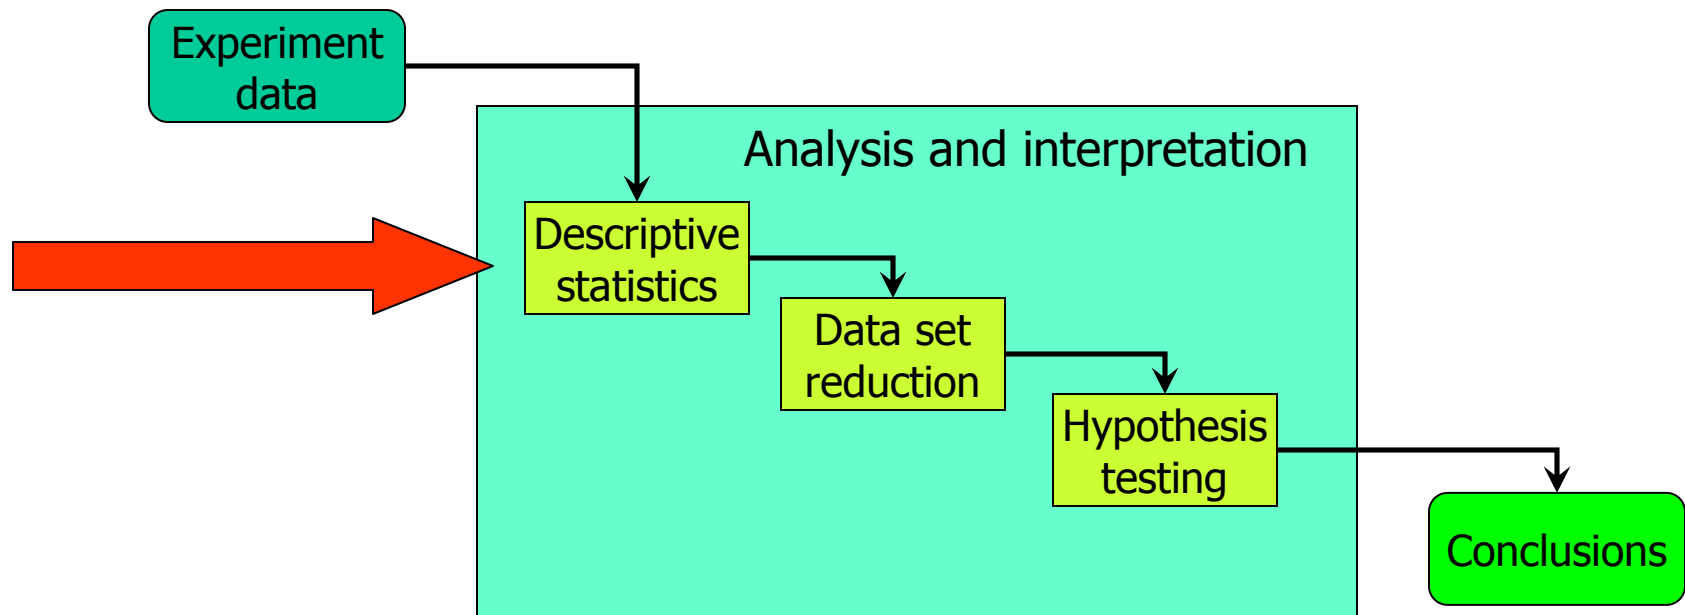 Experiment
data
Analysis and interpretation
Descriptive
statistics
Data set
reduction
Hypothesis
testing
Conclusions